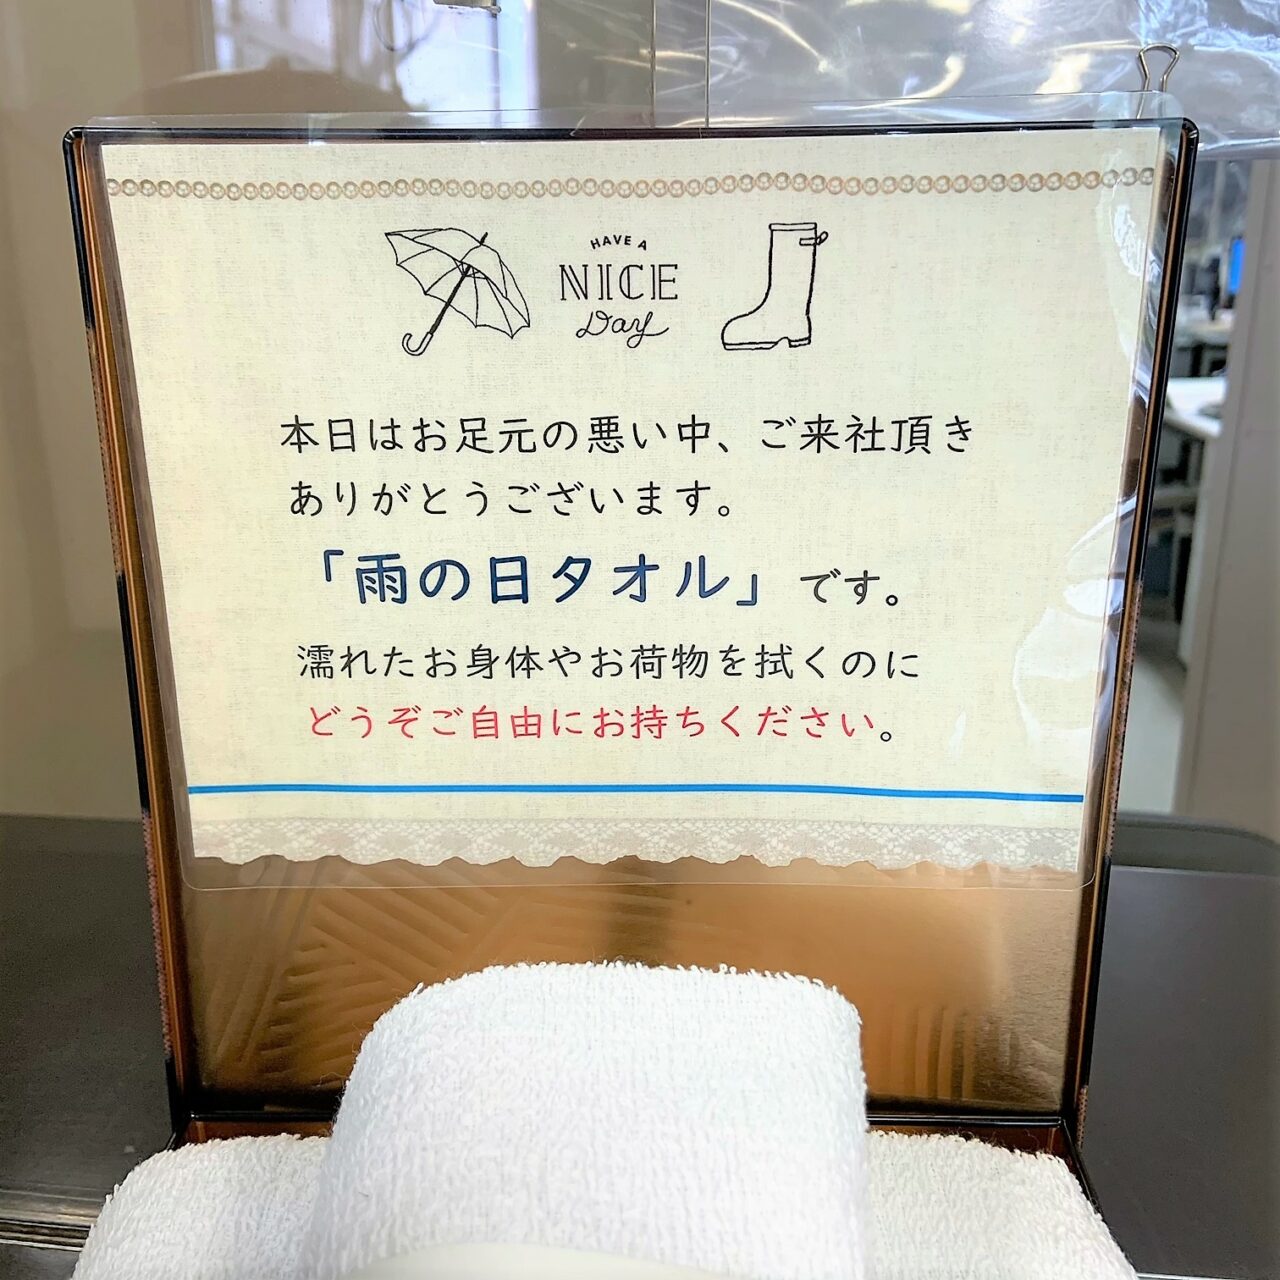 HAVE A
NICE
Day
本日はお足元の悪い中、ご来社頂き
ありがとうございます。
「雨の日タオル」です。
濡れたお身体やお荷物を拭くのに
どうぞご自由にお持ちください。